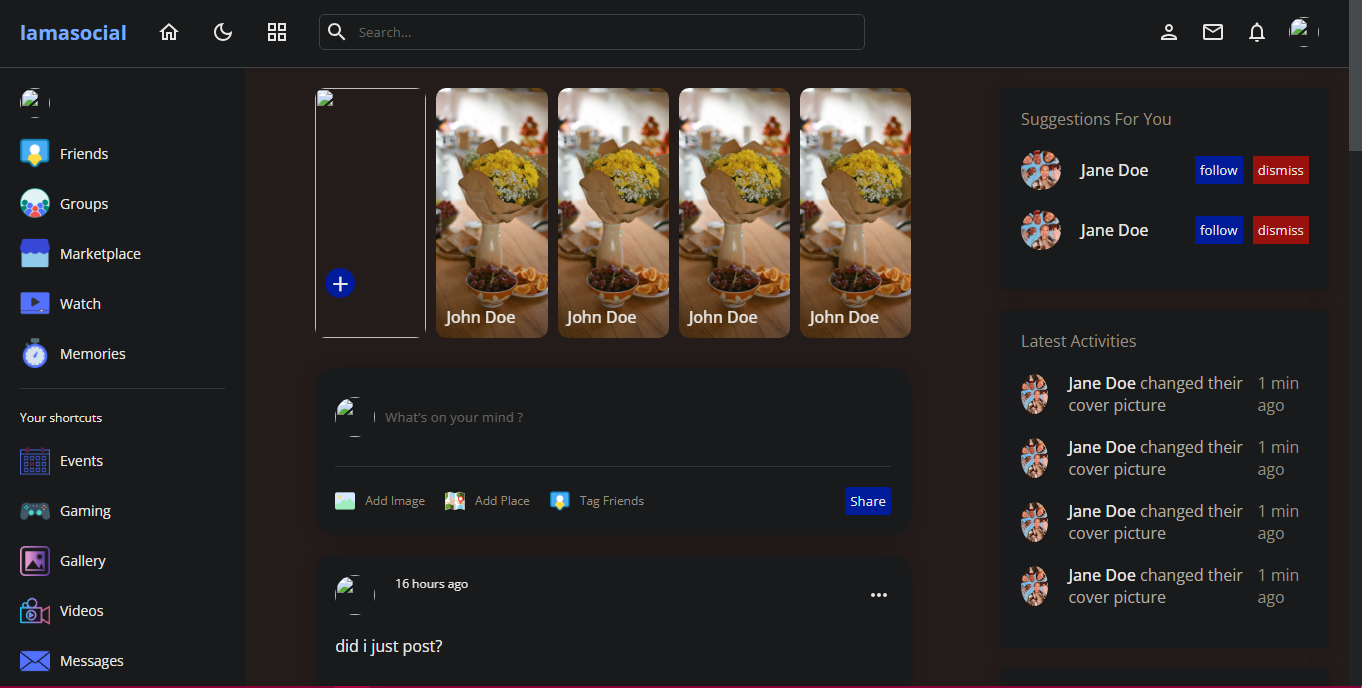 lamasocial
Search...
Friends
Groups
Marketplace
Watch
Memories
Your shortcuts
Events
Gaming
Gallery
Videos
Messages
John Doe
John Doe
John Doe
John Doe
What's on your mind ?
Add Image
Add Place
Tag Friends
Share
16 hours ago
did i just post?
Suggestions For You
Jane Doe
follow
dismiss
Jane Doe
follow
dismiss
Latest Activities
Jane Doe changed their
cover picture
1 min
ago
Jane Doe changed their
cover picture
1 min
ago
Jane Doe changed their
cover picture
1 min
ago
Jane Doe changed their
cover picture
1 min
ago